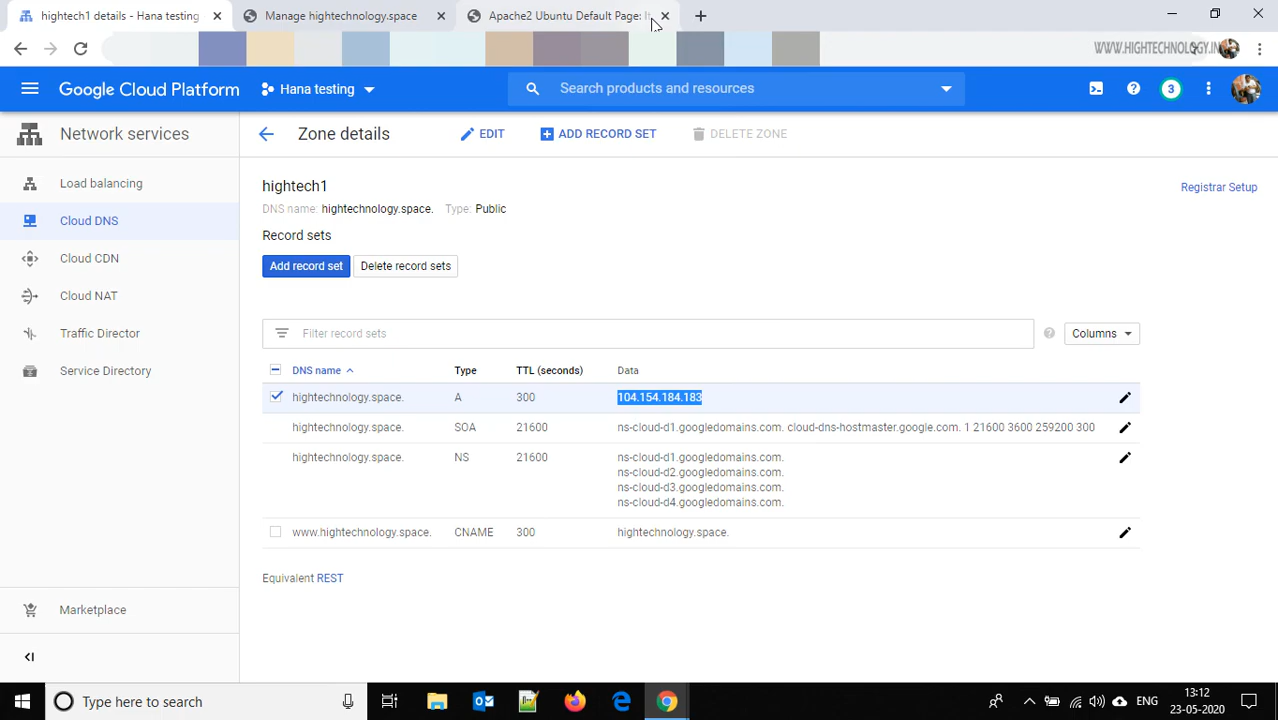 hightech1 details - Hana testing
Manage hightechnology.space
Apache2 Ubuntu Default Page: It
WWW.HIGHTECHNOLOGY.IN
Google Cloud Platform
Hana testing
Search products and resources
3
Network services
Zone details
EDIT
ADD RECORD SET
DELETE ZONE
Load balancing
Cloud DNS
Cloud CDN
Cloud NAT
Traffic Director
Service Directory
Marketplace
hightech1
Registrar Setup
DNS name: hightechnology.space. Type: Public
Record sets
Add record set
Delete record sets
Filter record sets
Columns
DNS name Type TTL (seconds) Data
hightechnology.space. A 300 104.154.184.183
hightechnology.space. SOA 21600 ns-cloud-d1.googledomains.com. cloud-dns-hostmaster.google.com. 1 21600 3600 259200 300
hightechnology.space. NS 21600 ns-cloud-d1.googledomains.com.
ns-cloud-d2.googledomains.com.
ns-cloud-d3.googledomains.com.
ns-cloud-d4.googledomains.com.
www.hightechnology.space. CNAME 300 hightechnology.space.
Equivalent REST
Type here to search
ENG
13:12
23-05-2020